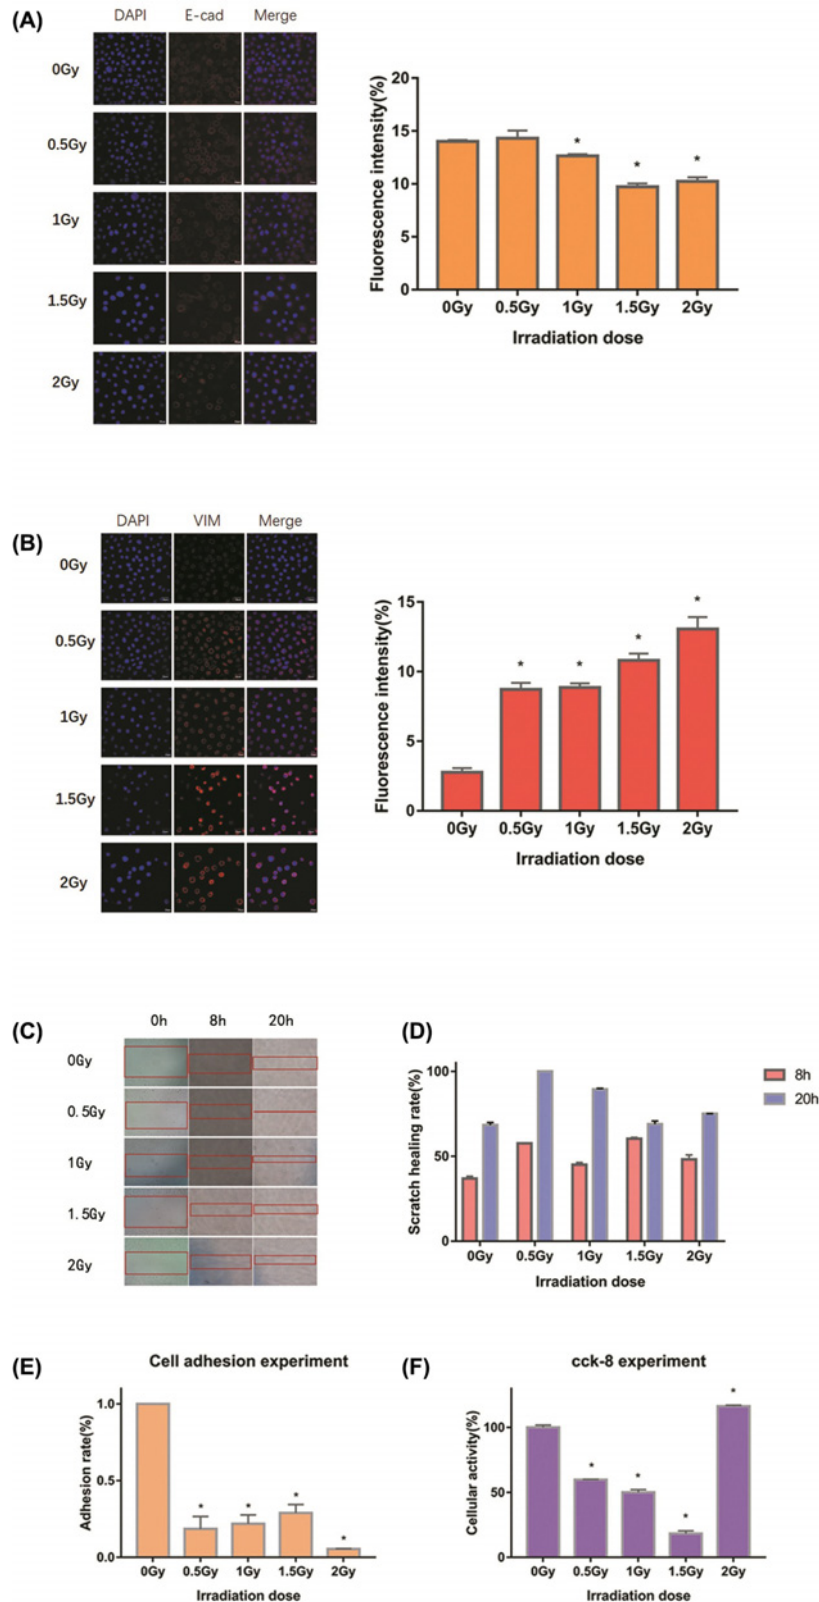 (A)
DAPI E-cad Merge
0Gy
0.5Gy
1Gy
1.5Gy
2Gy
Fluorescence intensity(%)
20
15
10
5
0
* * *
0Gy 0.5Gy 1Gy 1.5Gy 2Gy
Irradiation dose
(B)
DAPI VIM Merge
0Gy
0.5Gy
1Gy
1.5Gy
2Gy
Fluorescence intensity(%)
15
10
5
0
* * * *
0Gy 0.5Gy 1Gy 1.5Gy 2Gy
Irradiation dose
(C)
0h 8h 20h
0Gy
0.5Gy
1Gy
1.5Gy
2Gy
(D)
Scratch healing rate(%)
100
50
0
0Gy 0.5Gy 1Gy 1.5Gy 2Gy
Irradiation dose
8h
20h
(E)
Cell adhesion experiment
Adhesion rate(%)
1.0
0.5
0.0
* * * *
0Gy 0.5Gy 1Gy 1.5Gy 2Gy
Irradiation dose
(F)
cck-8 experiment
Cellular activity(%)
100
50
0
* * * *
0Gy 0.5Gy 1Gy 1.5Gy 2Gy
Irradiation dose